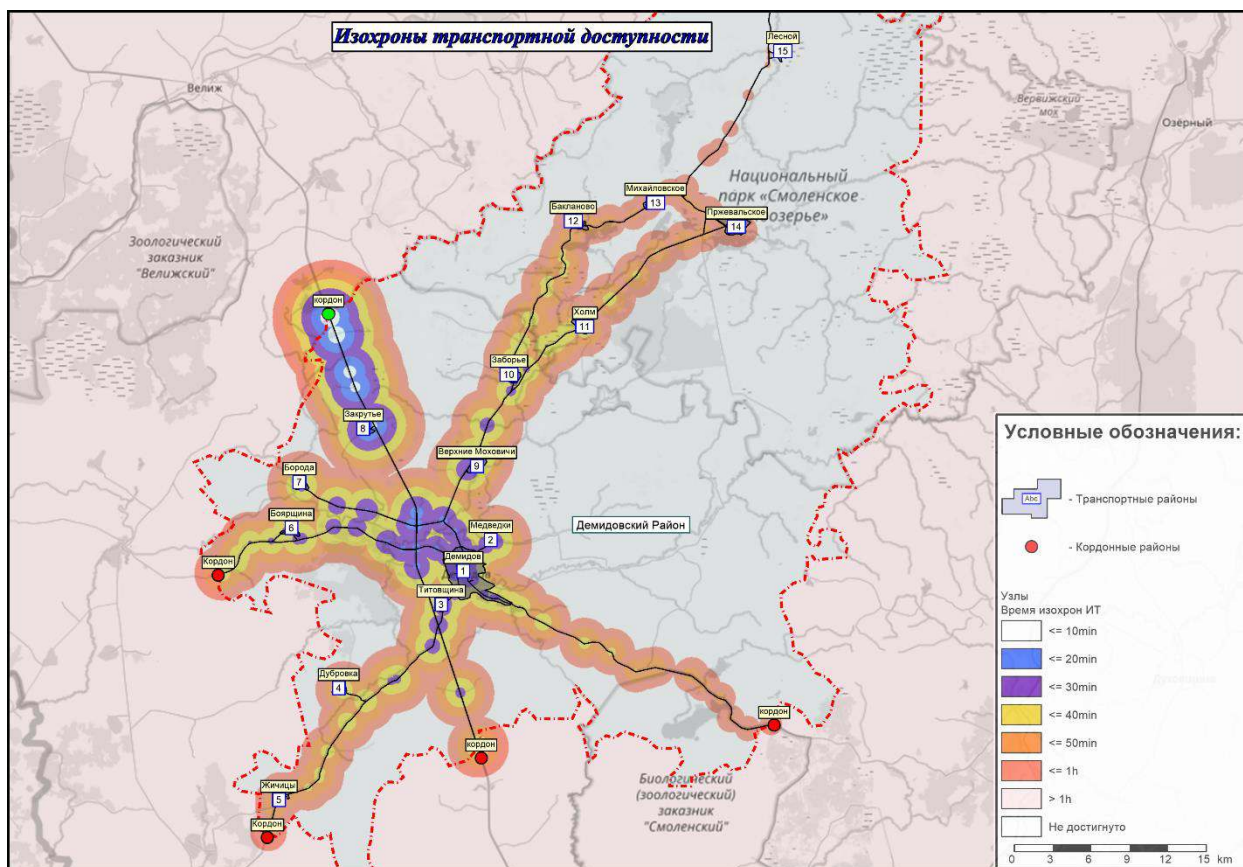 Изохроны транспортной доступности
Лесной
15
Велиж
Вервижский
мох
Озёрный
Национальный
парк «Смоленское
озерье»
Михайловское
13
Бакланово
12
Пржевальское
14
Зоологический
заказник
"Велижский"
кордон
Холм
11
Заборье
10
Закрутье
8
Верхние Моховичи
9
Борода
7
Боярщина
6
Медведки
2
Демидовский Район
Демидов
1
Кордон
Титовщина
3
Дубровка
4
кордон
кордон
Жичицы
5
Кордон
Биологический
(зоологический)
заказник
"Смоленский"
Условные обозначения:
Abc
- Транспортные районы
- Кордонные районы
Узлы
Время изохрон ИТ
<= 10min
<= 20min
<= 30min
<= 40min
<= 50min
<= 1h
> 1h
Не достигнуто
0 3 6 9 12 15 km